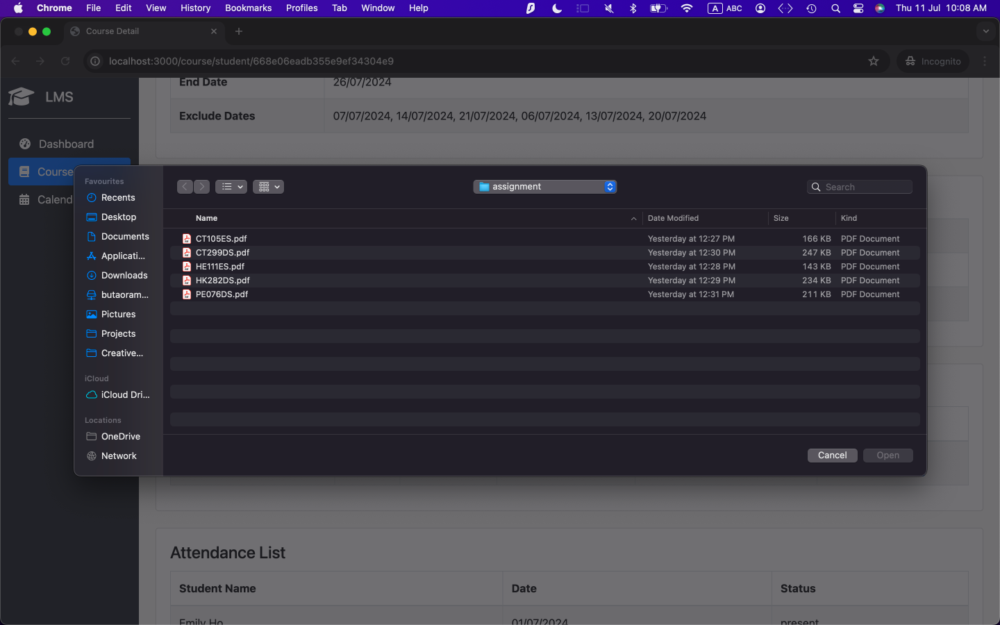 Chrome File Edit View History Bookmarks Profiles Tab Window Help A ABC Thu 11 Jul 10:08 AM
Course Detail
localhost:3000/course/student/668e06eadb355e9ef34304e9 Incognito
LMS
Dashboard
Course
Calend
End Date 26/07/2024
Exclude Dates 07/07/2024, 14/07/2024, 21/07/2024, 06/07/2024, 13/07/2024, 20/07/2024
Favourites
Recents
Desktop
Documents
Applicati...
Downloads
butaoram...
Pictures
Projects
Creative...
iCloud
iCloud Dri...
Locations
OneDrive
Network
assignment
Search
Name Date Modified Size Kind
CT105ES.pdf Yesterday at 12:27 PM 166 KB PDF Document
CT299DS.pdf Yesterday at 12:30 PM 247 KB PDF Document
HE111ES.pdf Yesterday at 12:28 PM 143 KB PDF Document
HK282DS.pdf Yesterday at 12:29 PM 234 KB PDF Document
PE076DS.pdf Yesterday at 12:31 PM 211 KB PDF Document
Cancel Open
Attendance List
Student Name Date Status
Emily Ho 01/07/2024 present